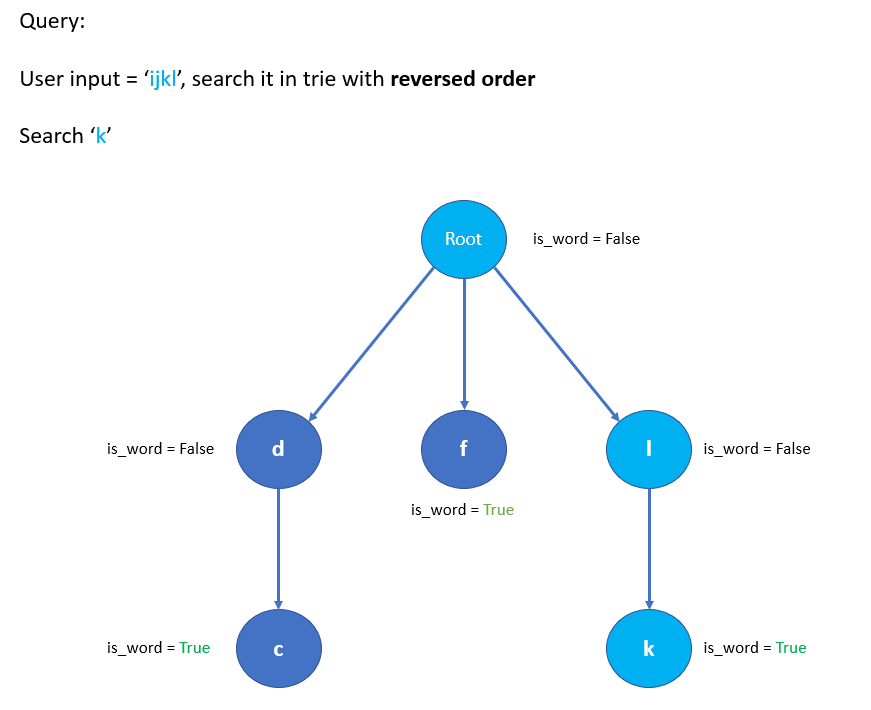 Query:
User input = ‘ijkl’, search it in trie with reversed order
Search ‘k’
Root
is_word = False
is_word = False
d
f
l
is_word = False
is_word = True
is_word = True
c
k
is_word = True